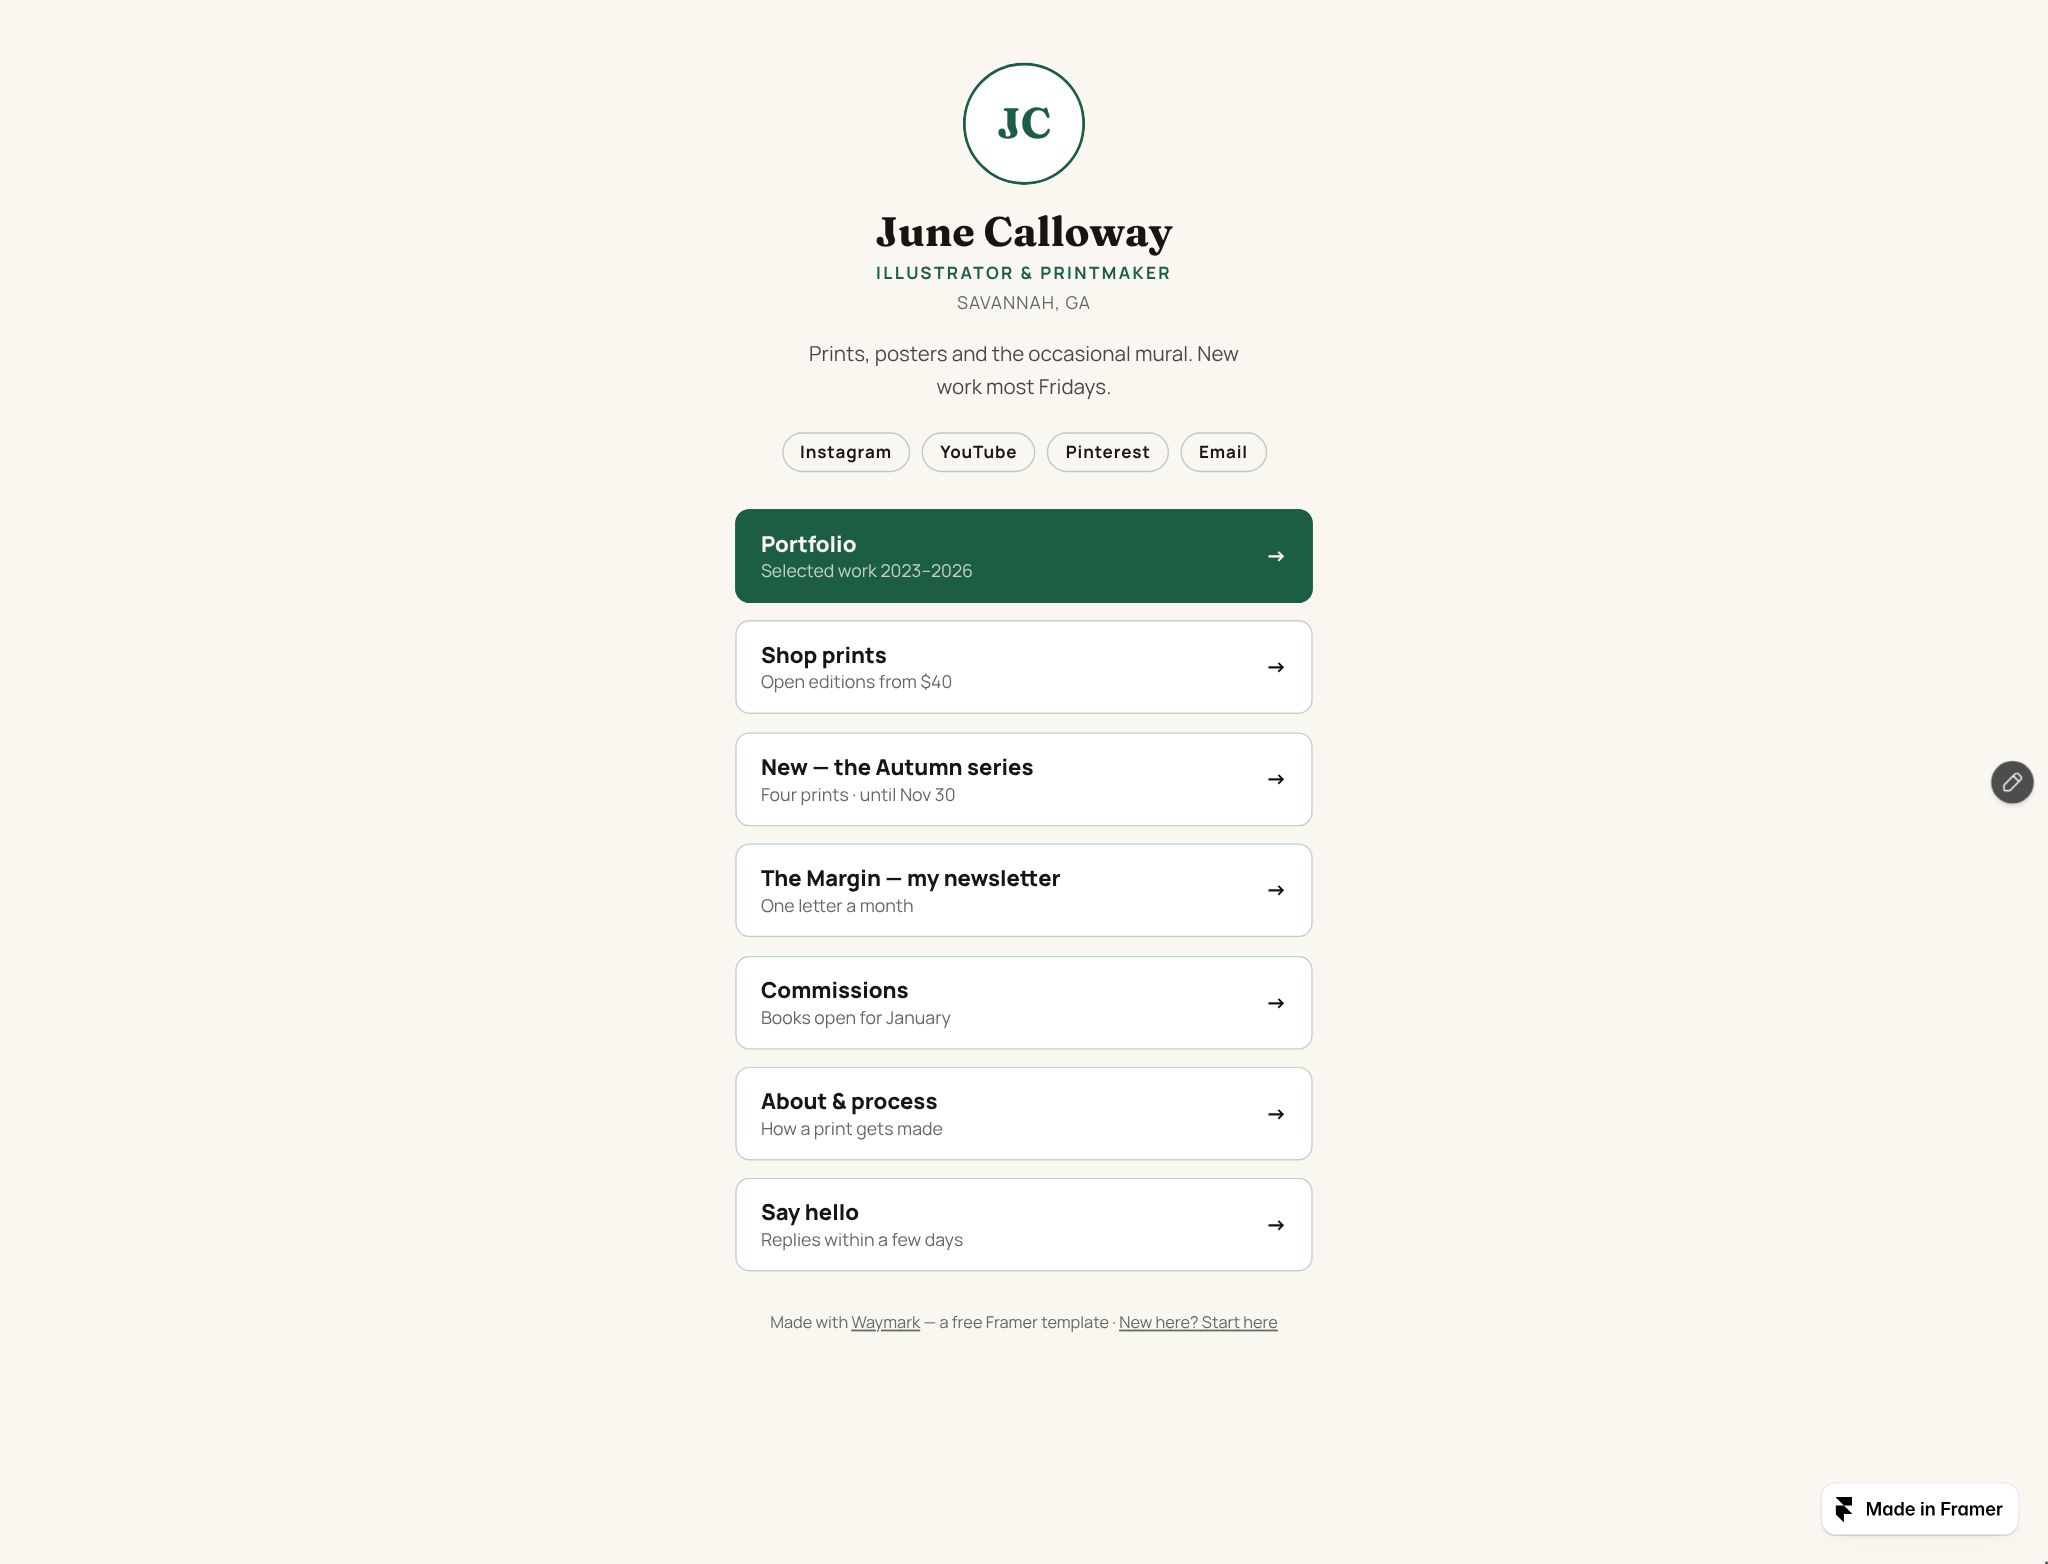 JC
June Calloway
ILLUSTRATOR & PRINTMAKER
SAVANNAH, GA
Prints, posters and the occasional mural. New
work most Fridays.
Instagram YouTube Pinterest Email
Portfolio
Selected work 2023–2026
→
Shop prints
Open editions from $40
→
New — the Autumn series
Four prints · until Nov 30
→
The Margin — my newsletter
One letter a month
→
Commissions
Books open for January
→
About & process
How a print gets made
→
Say hello
Replies within a few days
→
Made with Waymark — a free Framer template · New here? Start here
Made in Framer